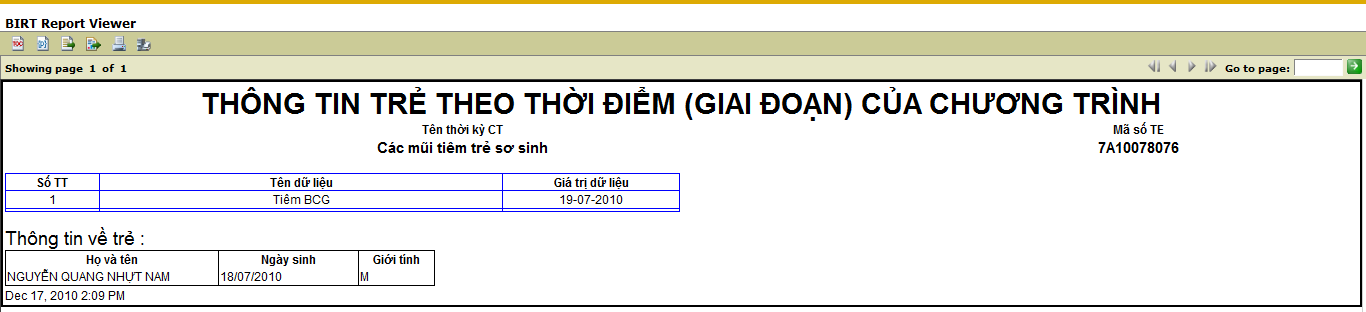 BIRT Report Viewer
Showing page 1 of 1 Go to page:
THÔNG TIN TRẺ THEO THỜI ĐIỂM (GIAI ĐOẠN) CỦA CHƯƠNG TRÌNH
Tên thời kỳ CT Mã số TE
Các mũi tiêm trẻ sơ sinh 7A10078076
Số TT Tên dữ liệu Giá trị dữ liệu
1 Tiêm BCG 19-07-2010
Thông tin về trẻ :
Họ và tên Ngày sinh Giới tính
NGUYỄN QUANG NHỰT NAM 18/07/2010 M
Dec 17, 2010 2:09 PM